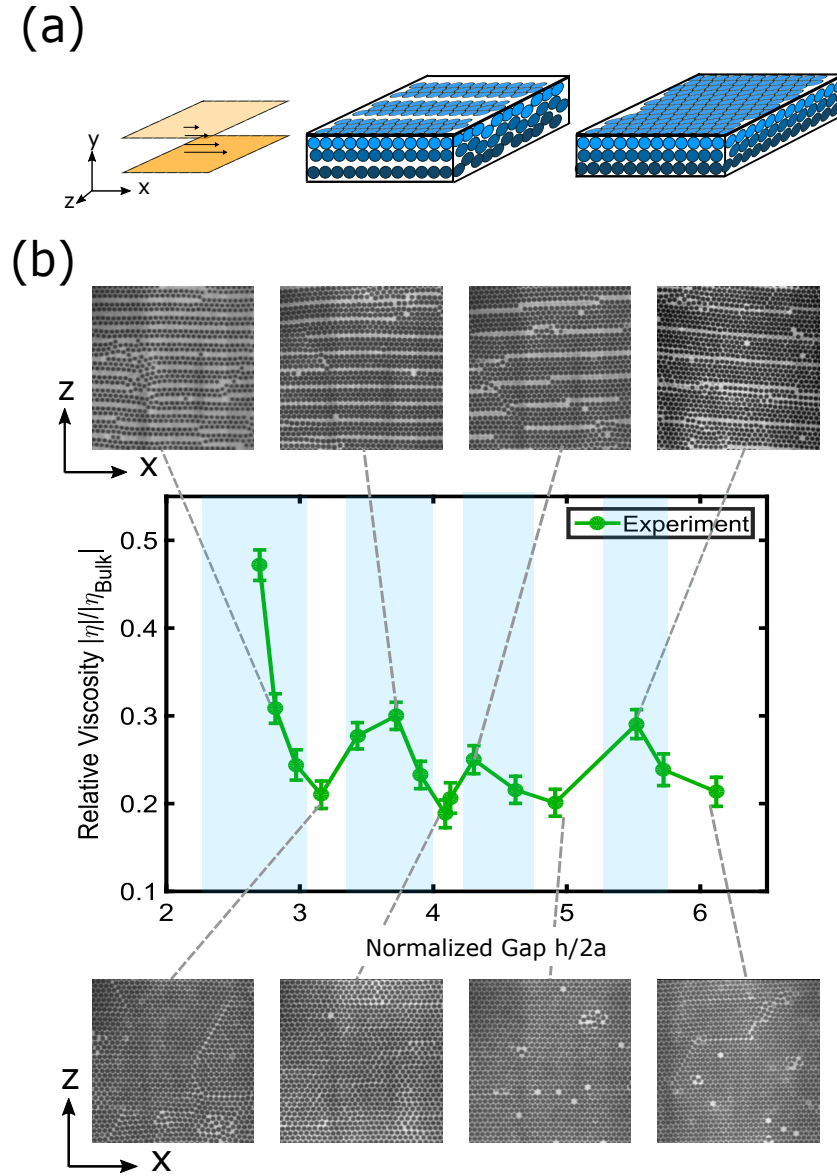 (a)
y
z
x
(b)
z
x
0.5
0.4
0.3
0.2
0.1
Relative Viscosity |η|/|η_Bulk|
Experiment
2 3 4 5 6
Normalized Gap h/2a
z
x